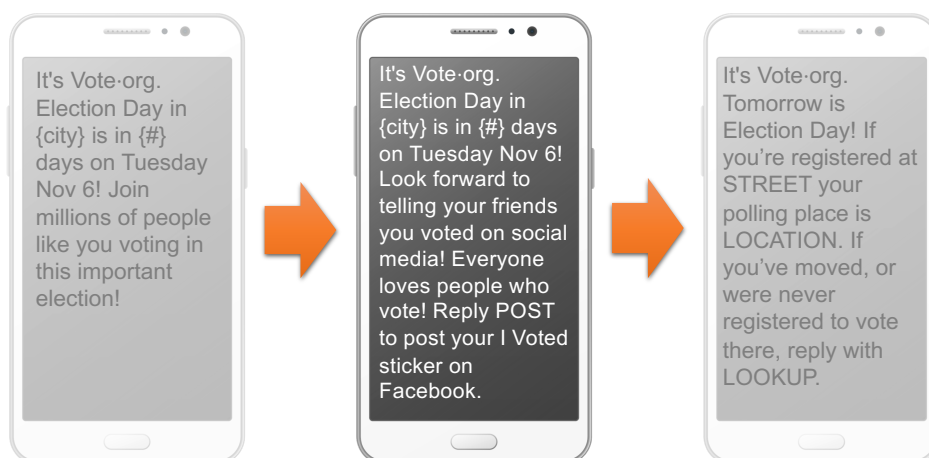 It's Vote·org.
Election Day in
{city} is in {#}
days on Tuesday
Nov 6! Join
millions of people
like you voting in
this important
election!
It's Vote·org.
Election Day in
{city} is in {#} days
on Tuesday Nov 6!
Look forward to
telling your friends
you voted on social
media! Everyone
loves people who
vote! Reply POST
to post your I Voted
sticker on
Facebook.
It's Vote·org.
Tomorrow is
Election Day! If
you’re registered at
STREET your
polling place is
LOCATION. If
you’ve moved, or
were never
registered to vote
there, reply with
LOOKUP.